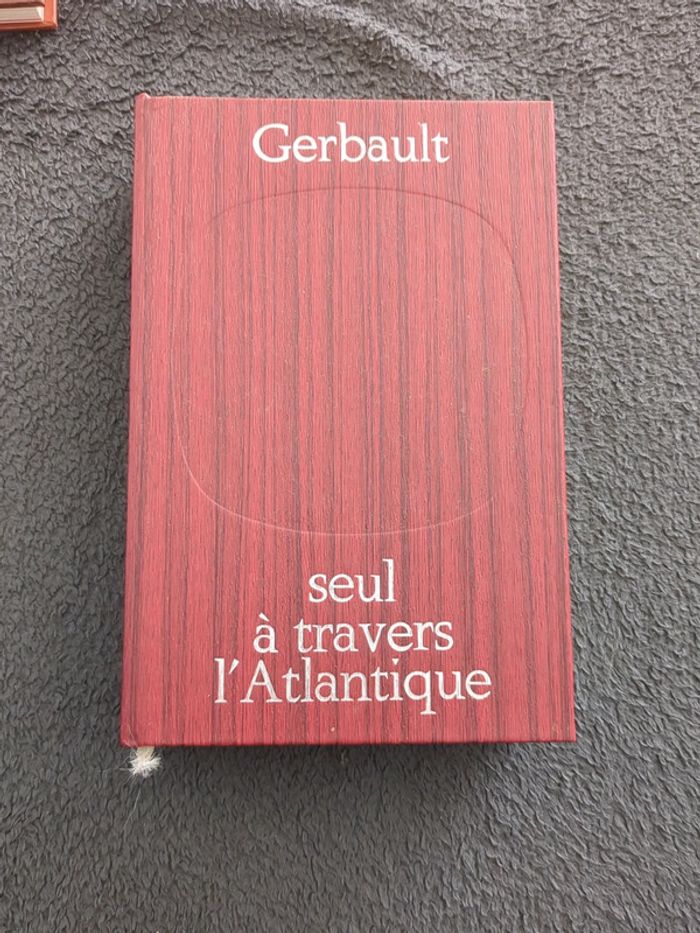 Gerbault
seul
à travers
l'Atlantique